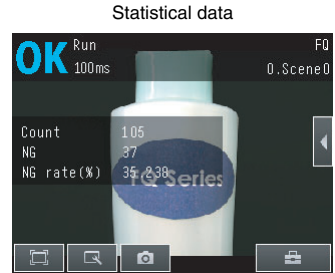 Statistical data
OK Run FQ
100ms 0.Scene0
Count 105
NG 37
NG rate(%) 35.238
FQ Series